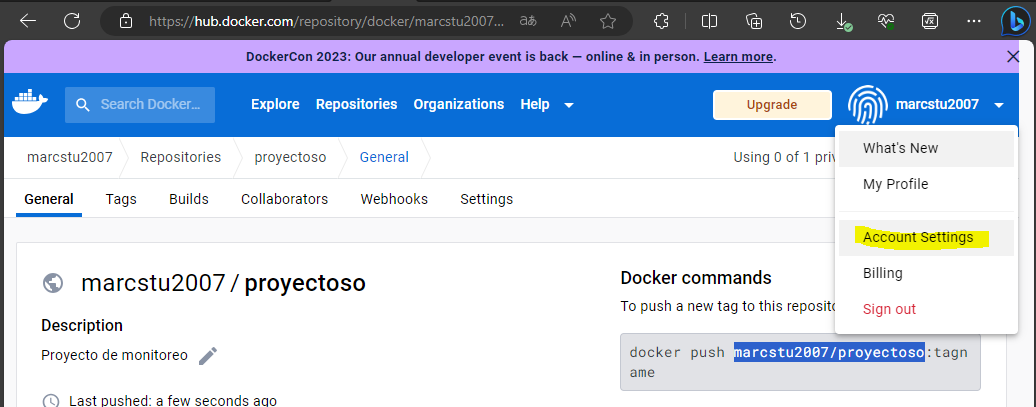 https://hub.docker.com/repository/docker/marcstu2007...
DockerCon 2023: Our annual developer event is back — online & in person. Learn more.
Search Docker...
Explore
Repositories
Organizations
Help
Upgrade
marcstu2007
marcstu2007
Repositories
proyectoso
General
Using 0 of 1 priv
What's New
My Profile
Account Settings
Billing
Sign out
General
Tags
Builds
Collaborators
Webhooks
Settings
marcstu2007 / proyectoso
Description
Proyecto de monitoreo
Last pushed: a few seconds ago
Docker commands
To push a new tag to this reposito
docker push marcstu2007/proyectoso:tagn
ame